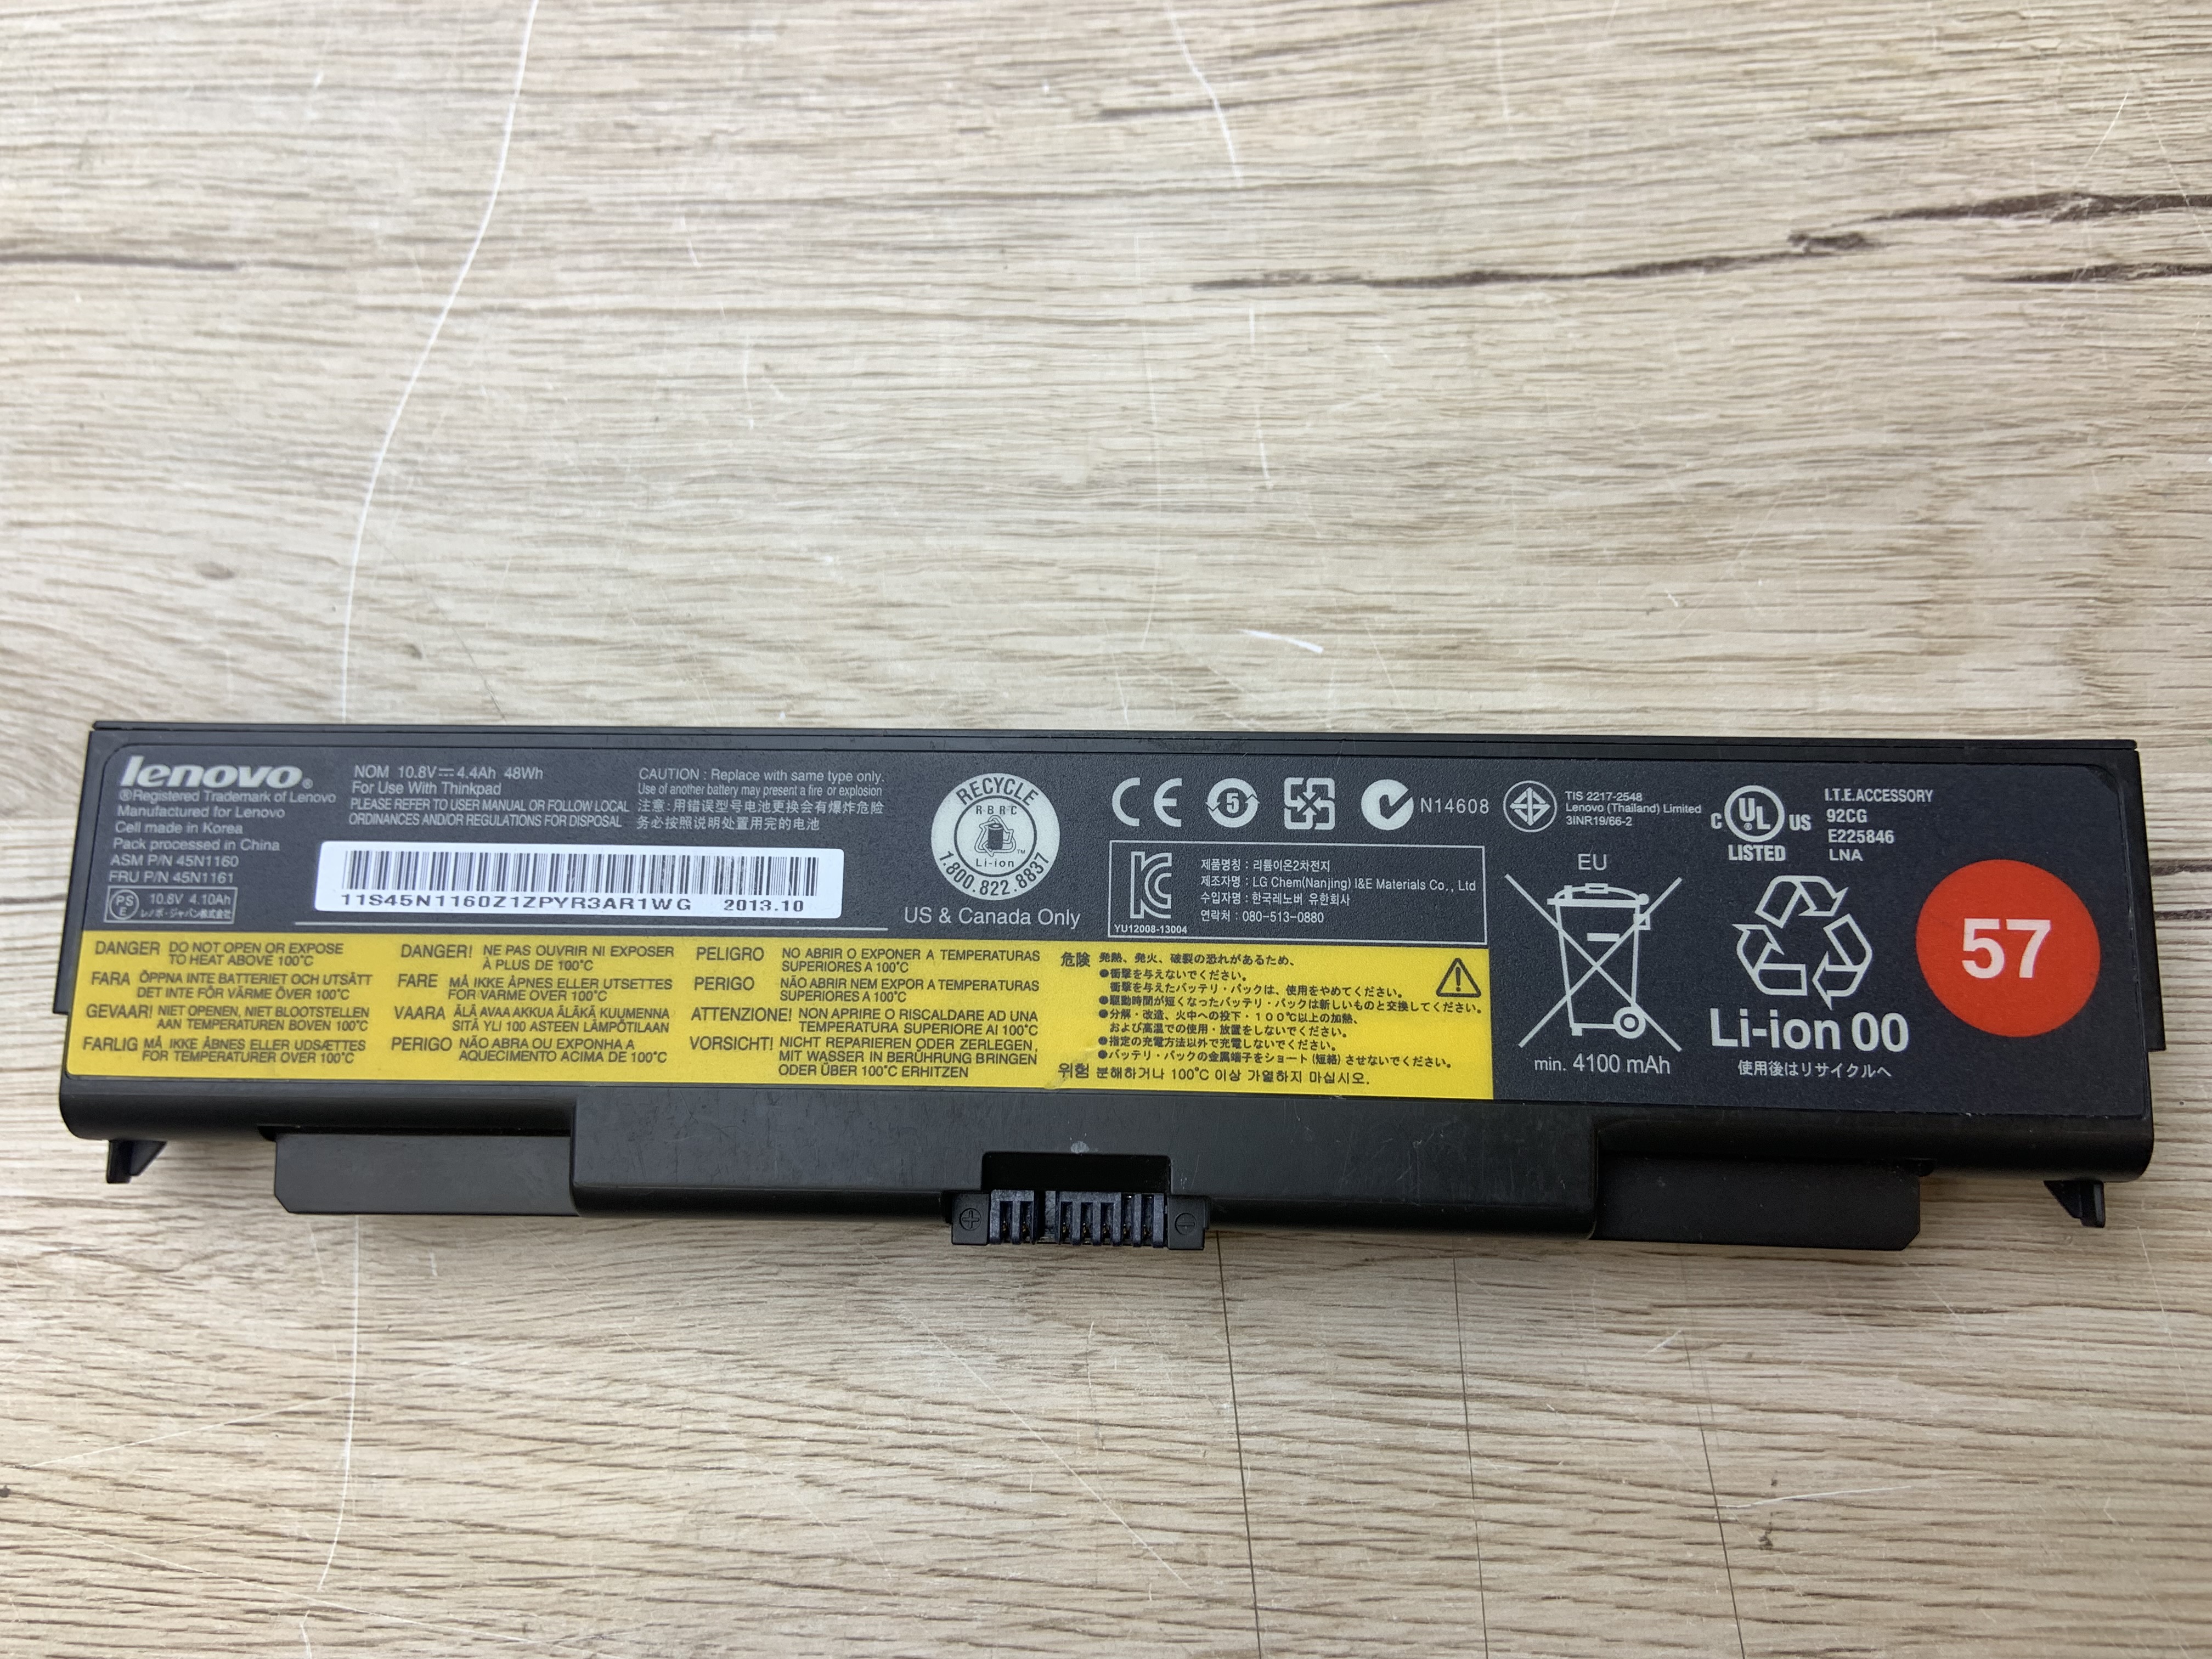 lenovo®
®Registered Trademark of Lenovo
Manufactured for Lenovo
Cell made in Korea
Pack processed in China
ASM P/N 45N1160
FRU P/N 45N1161
PS E
10.8V 4.10Ah
レノボ・ジャパン株式会社
NOM 10.8V 4.4Ah 48Wh
For Use With Thinkpad
PLEASE REFER TO USER MANUAL OR FOLLOW LOCAL
ORDINANCES AND/OR REGULATIONS FOR DISPOSAL
CAUTION : Replace with same type only.
Use of another battery may present a fire or explosion
注意:用错误型号电池更换会有爆炸危险
务必按照说明处置用完的电池
11S45N1160Z1ZPYR3AR1WG 2013.10
RECYCLE
RBRC
Li-ion
TM
1.800.822.8837
US & Canada Only
CE
5
N14608
TIS 2217-2548
Lenovo (Thailand) Limited
3INR19/66-2
C UL US
®
LISTED
I.T.E.ACCESSORY
92CG
E225846
LNA
제품명칭 : 리튬이온2차전지
제조자명 : LG Chem(Nanjing) I&E Materials Co., Ltd
수입자명 : 한국레노버 유한회사
연락처 : 080-513-0880
YU12008-13004
EU
min. 4100 mAh
Li-ion 00
使用後はリサイクルへ
57
DANGER DO NOT OPEN OR EXPOSE
TO HEAT ABOVE 100°C
FARA ÖPPNA INTE BATTERIET OCH UTSÄTT
DET INTE FÖR VÄRME ÖVER 100°C
GEVAAR! NIET OPENEN, NIET BLOOTSTELLEN
AAN TEMPERATUREN BOVEN 100°C
FARLIG MÅ IKKE ÅBNES ELLER UDSÆTTES
FOR TEMPERATURER OVER 100°C
DANGER! NE PAS OUVRIR NI EXPOSER
À PLUS DE 100°C
FARE MÅ IKKE ÅPNES ELLER UTSETTES
FOR VARME OVER 100°C
VAARA ÄLÄ AVAA AKKUA ÄLÄKÄ KUUMENNA
SITÄ YLI 100 ASTEEN LÄMPÖTILAAN
PERIGO NÃO ABRA OU EXPONHA A
AQUECIMENTO ACIMA DE 100°C
PELIGRO NO ABRIR O EXPONER A TEMPERATURAS
SUPERIORES A 100°C
PERIGO NÃO ABRIR NEM EXPOR A TEMPERATURAS
SUPERIORES A 100°C
ATTENZIONE! NON APRIRE O RISCALDARE AD UNA
TEMPERATURA SUPERIORE AI 100°C
VORSICHT! NICHT REPARIEREN ODER ZERLEGEN,
MIT WASSER IN BERÜHRUNG BRINGEN
ODER ÜBER 100°C ERHITZEN
危険 発熱、発火、破裂の恐れがあるため、
●衝撃を与えないでください。
衝撃を与えたバッテリ・パックは、使用をやめてください。
●駆動時間が短くなったバッテリ・パックは新しいものと交換してください。
●分解・改造、火中への投下・100℃以上の加熱、
および高温での使用・放置をしないでください。
●指定の充電方法以外で充電しないでください。
●バッテリ・パックの金属端子をショート(短絡)させないでください。
위험 분해하거나 100℃ 이상 가열하지 마십시오.